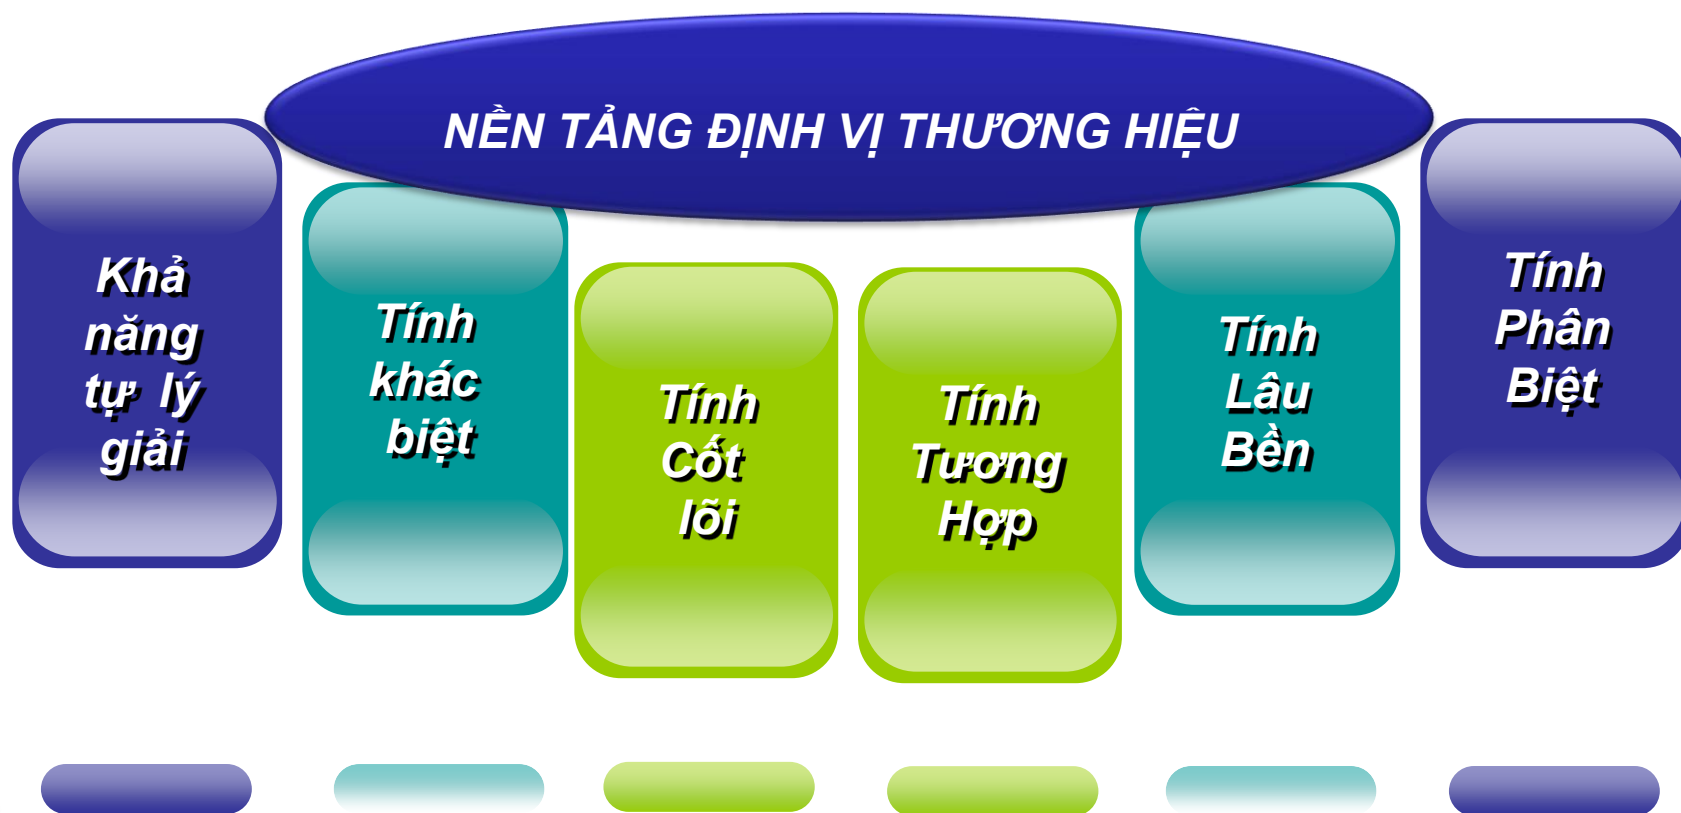 NỀN TẢNG ĐỊNH VỊ THƯƠNG HIỆU
Khả
năng
tự lý
giải
Tính
khác
biệt
Tính
Cốt
lõi
Tính
Tương
Hợp
Tính
Lâu
Bền
Tính
Phân
Biệt